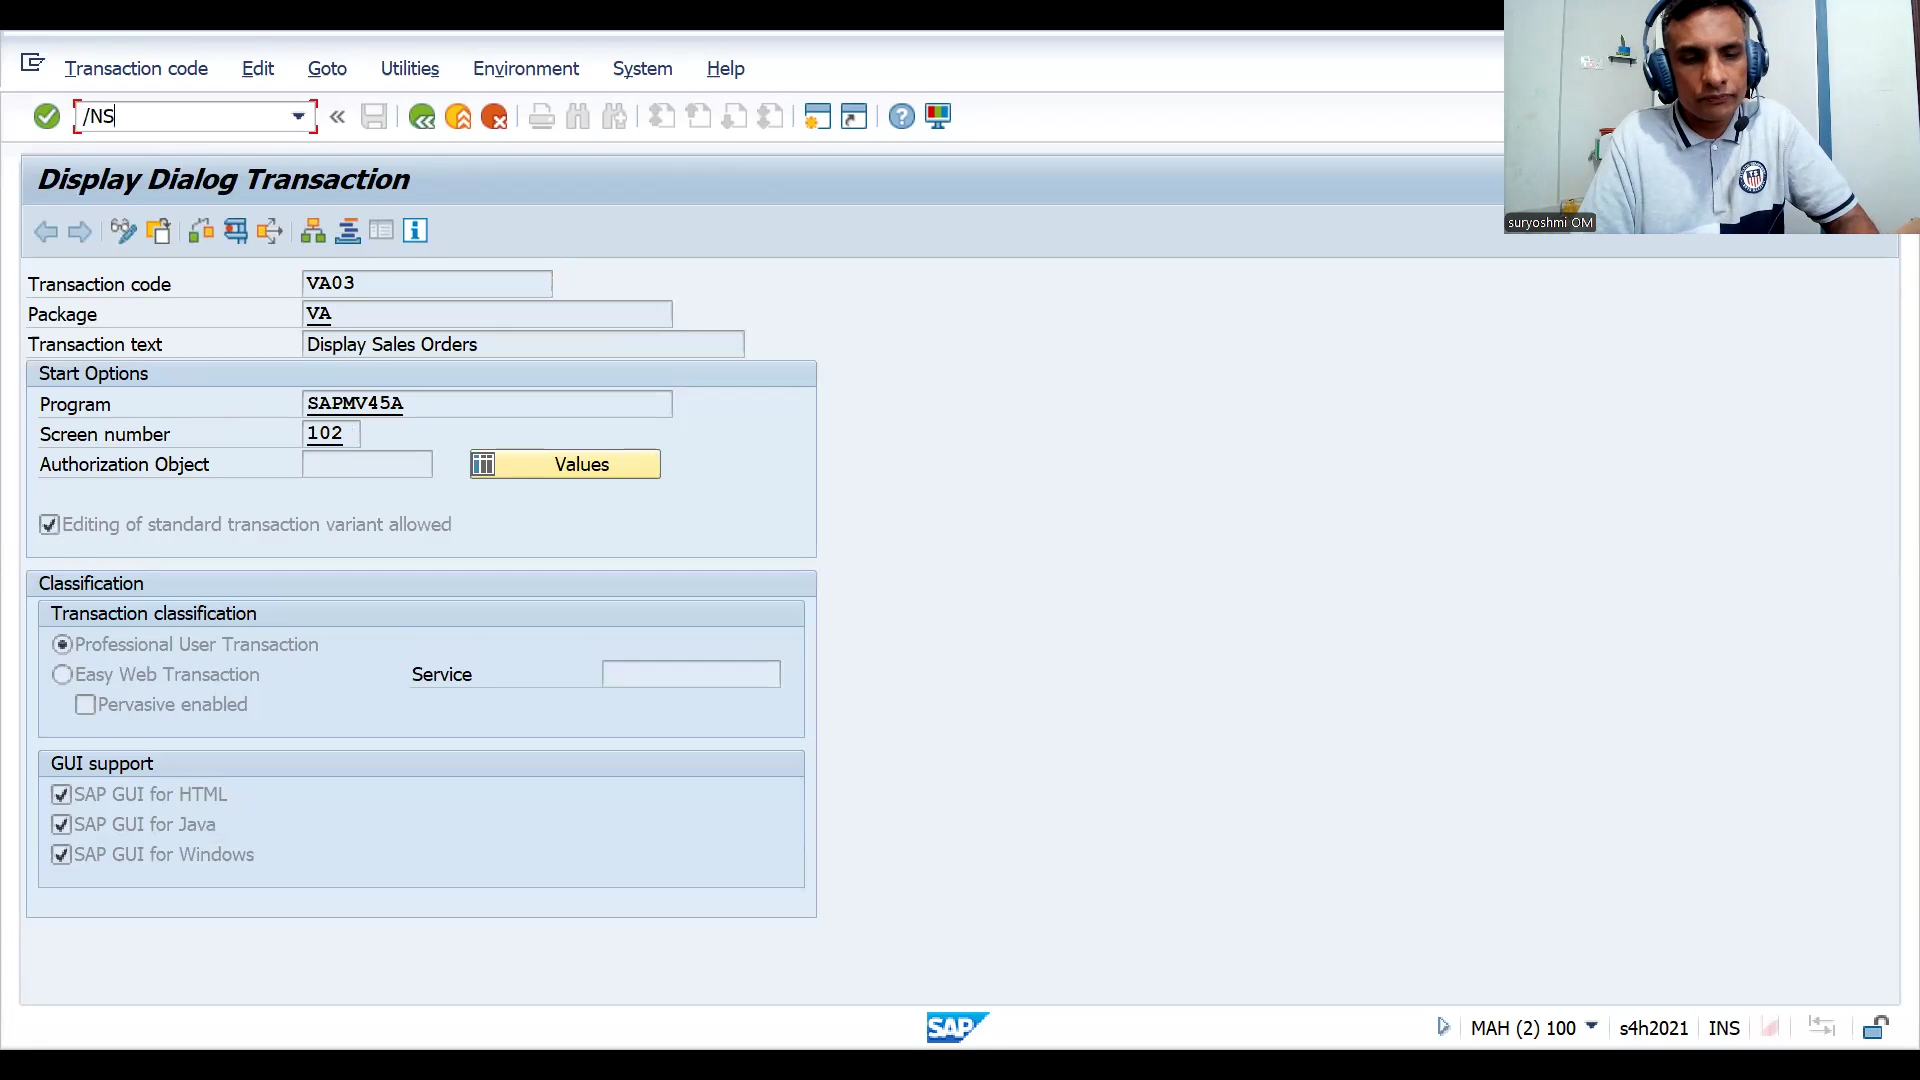 Transaction code Edit Goto Utilities Environment System Help
/NS
suryoshmi OM
Display Dialog Transaction
Transaction code VA03
Package VA
Transaction text Display Sales Orders
Start Options
Program SAPMV45A
Screen number 102
Authorization Object Values
Editing of standard transaction variant allowed
Classification
Transaction classification
Professional User Transaction
Easy Web Transaction Service
Pervasive enabled
GUI support
SAP GUI for HTML
SAP GUI for Java
SAP GUI for Windows
SAP MAH (2) 100 s4h2021 INS